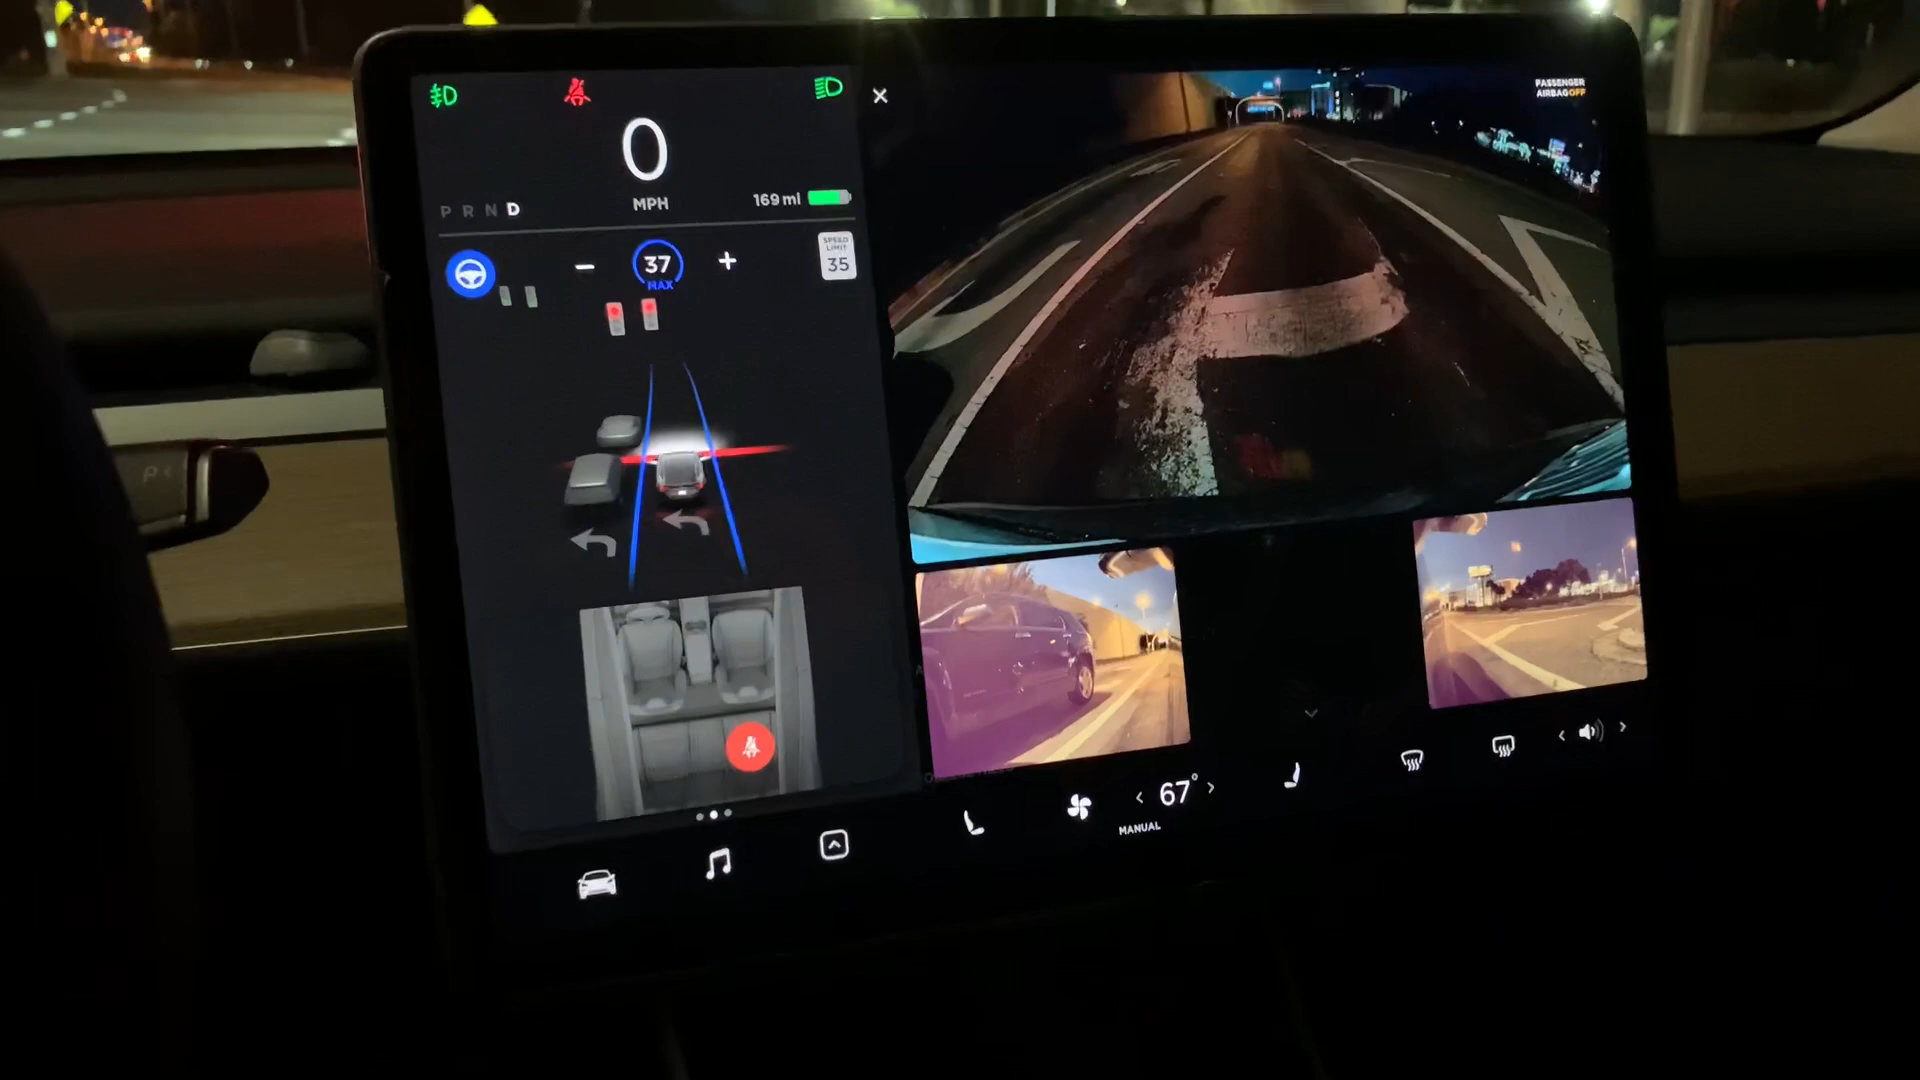 0
MPH
P R N D
169 mi
37
MAX
SPEED
LIMIT
35
PASSENGER
AIRBAG OFF
67°
MANUAL
P